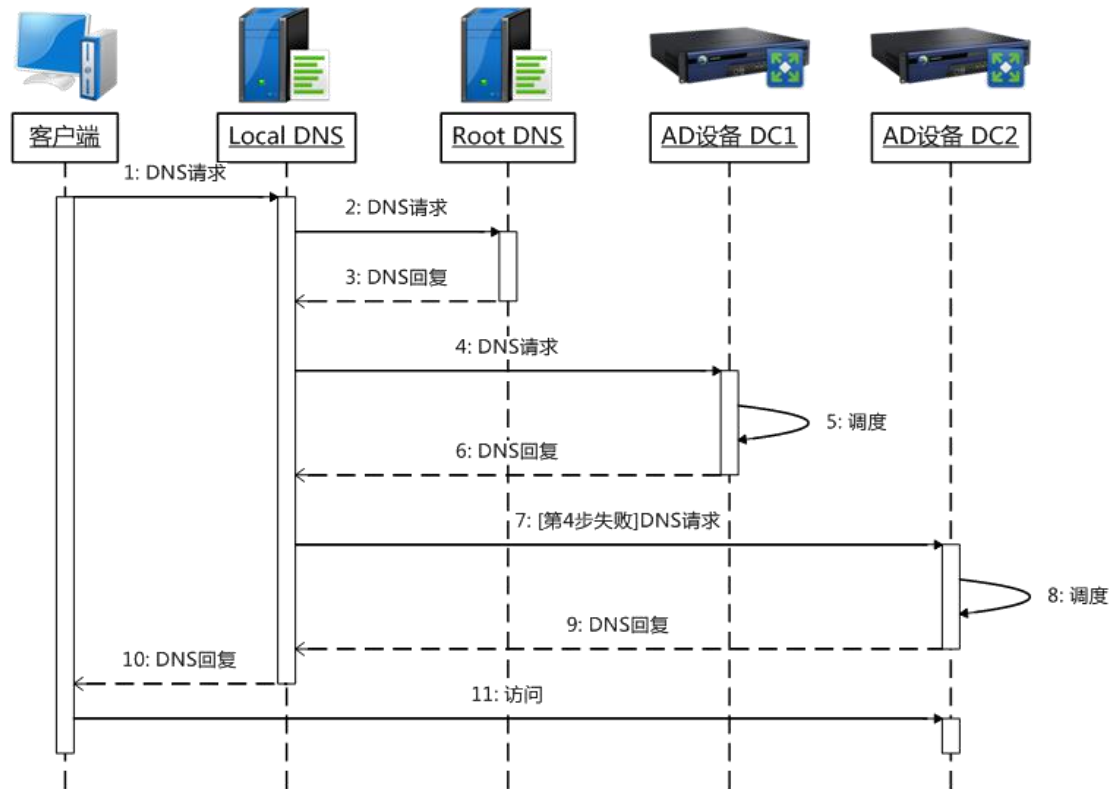 客户端
Local DNS
Root DNS
AD设备 DC1
AD设备 DC2
1: DNS请求
2: DNS请求
3: DNS回复
4: DNS请求
5: 调度
6: DNS回复
7: [第4步失败]DNS请求
8: 调度
9: DNS回复
10: DNS回复
11: 访问